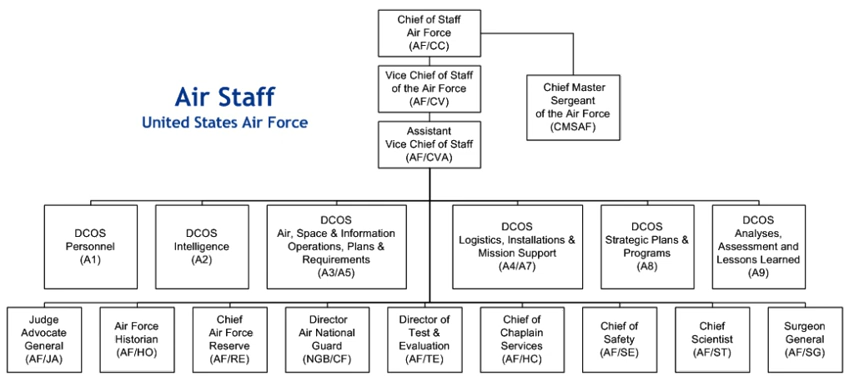 Chief of Staff
Air Force
(AF/CC)
Vice Chief of Staff
of the Air Force
(AF/CV)
Chief Master
Sergeant
of the Air Force
(CMSAF)
Air Staff
United States Air Force
Assistant
Vice Chief of Staff
(AF/CVA)
DCOS
Personnel
(A1)
DCOS
Intelligence
(A2)
DCOS
Air, Space & Information
Operations, Plans &
Requirements
(A3/A5)
DCOS
Logistics, Installations &
Mission Support
(A4/A7)
DCOS
Strategic Plans &
Programs
(A8)
DCOS
Analyses,
Assessment and
Lessons Learned
(A9)
Judge
Advocate
General
(AF/JA)
Air Force
Historian
(AF/HO)
Chief
Air Force
Reserve
(AF/RE)
Director
Air National
Guard
(NGB/CF)
Director of
Test &
Evaluation
(AF/TE)
Chief of
Chaplain
Services
(AF/HC)
Chief of
Safety
(AF/SE)
Chief
Scientist
(AF/ST)
Surgeon
General
(AF/SG)